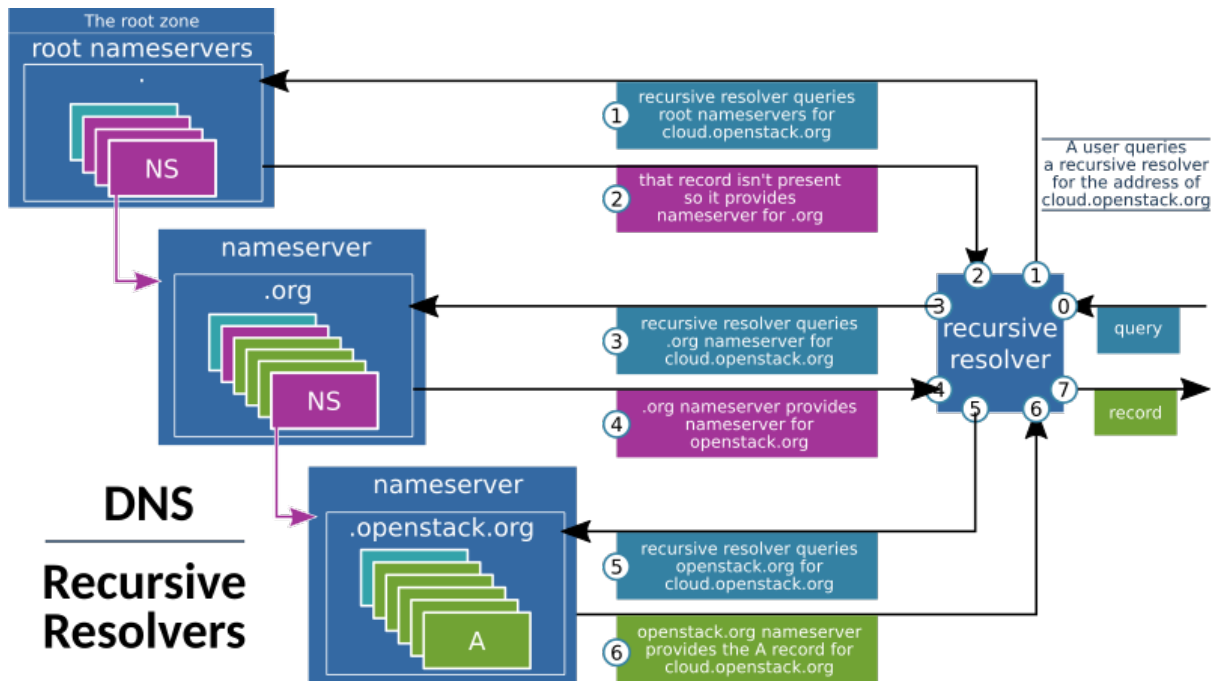 The root zone
root nameservers
.
NS
1
recursive resolver queries
root nameservers for
cloud.openstack.org
2
that record isn't present
so it provides
nameserver for .org
A user queries
a recursive resolver
for the address of
cloud.openstack.org
nameserver
.org
NS
3
recursive resolver queries
.org nameserver for
cloud.openstack.org
4
.org nameserver provides
nameserver for
openstack.org
2
1
3
0
recursive
resolver
4
5
6
7
query
record
nameserver
.openstack.org
A
5
recursive resolver queries
openstack.org for
cloud.openstack.org
6
openstack.org nameserver
provides the A record for
cloud.openstack.org
DNS
Recursive
Resolvers